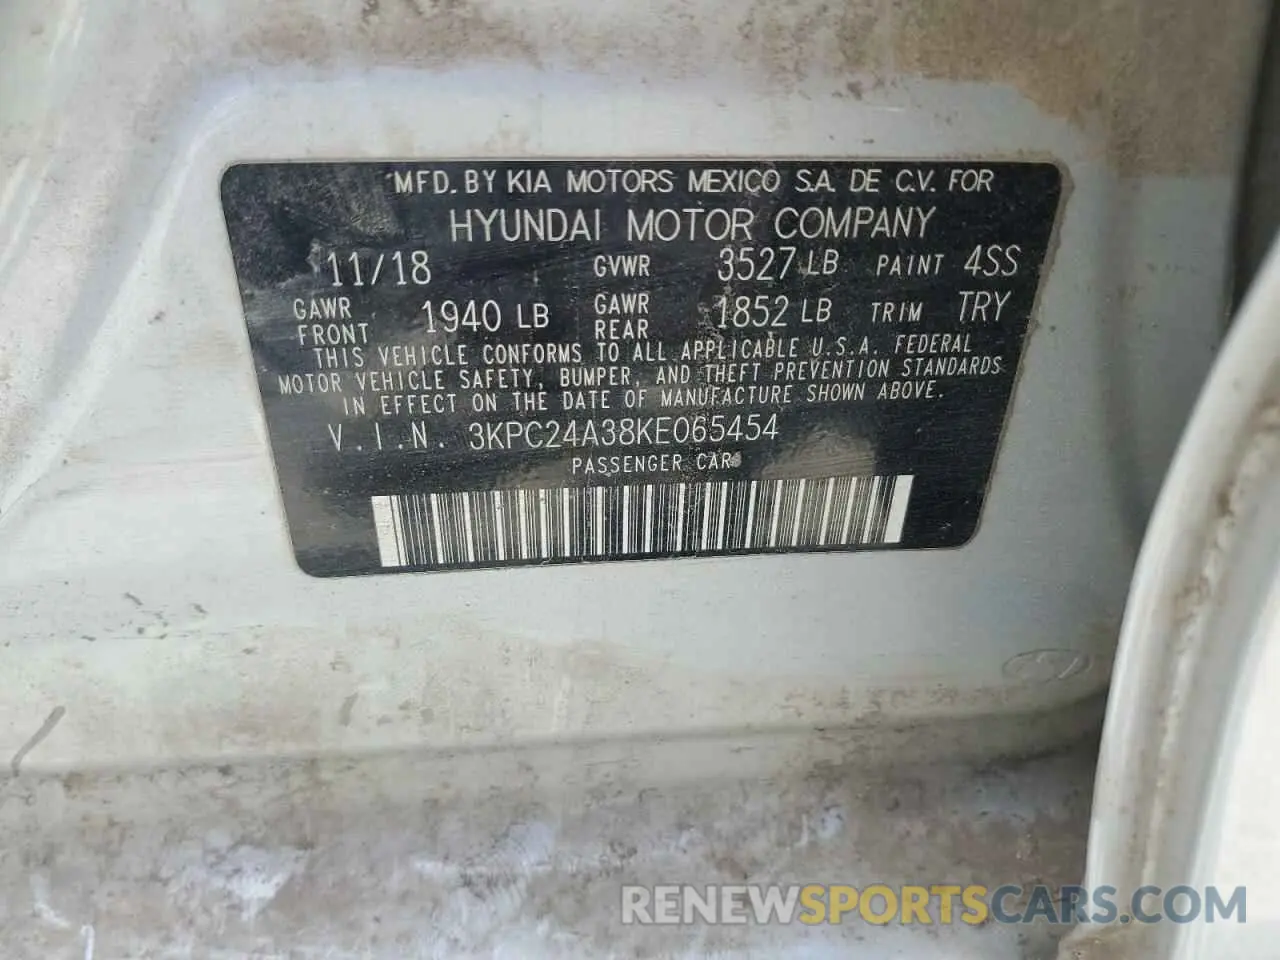 MFD. BY KIA MOTORS MEXICO S.A. DE C.V. FOR
HYUNDAI MOTOR COMPANY
11/18 GVWR 3527 LB PAINT 4SS
GAWR FRONT 1940 LB GAWR REAR 1852 LB TRIM TRY
THIS VEHICLE CONFORMS TO ALL APPLICABLE U.S.A. FEDERAL
MOTOR VEHICLE SAFETY, BUMPER, AND THEFT PREVENTION STANDARDS
IN EFFECT ON THE DATE OF MANUFACTURE SHOWN ABOVE.
V.I.N. 3KPC24A38KE065454
PASSENGER CAR
RENEWSPORTSCARS.COM